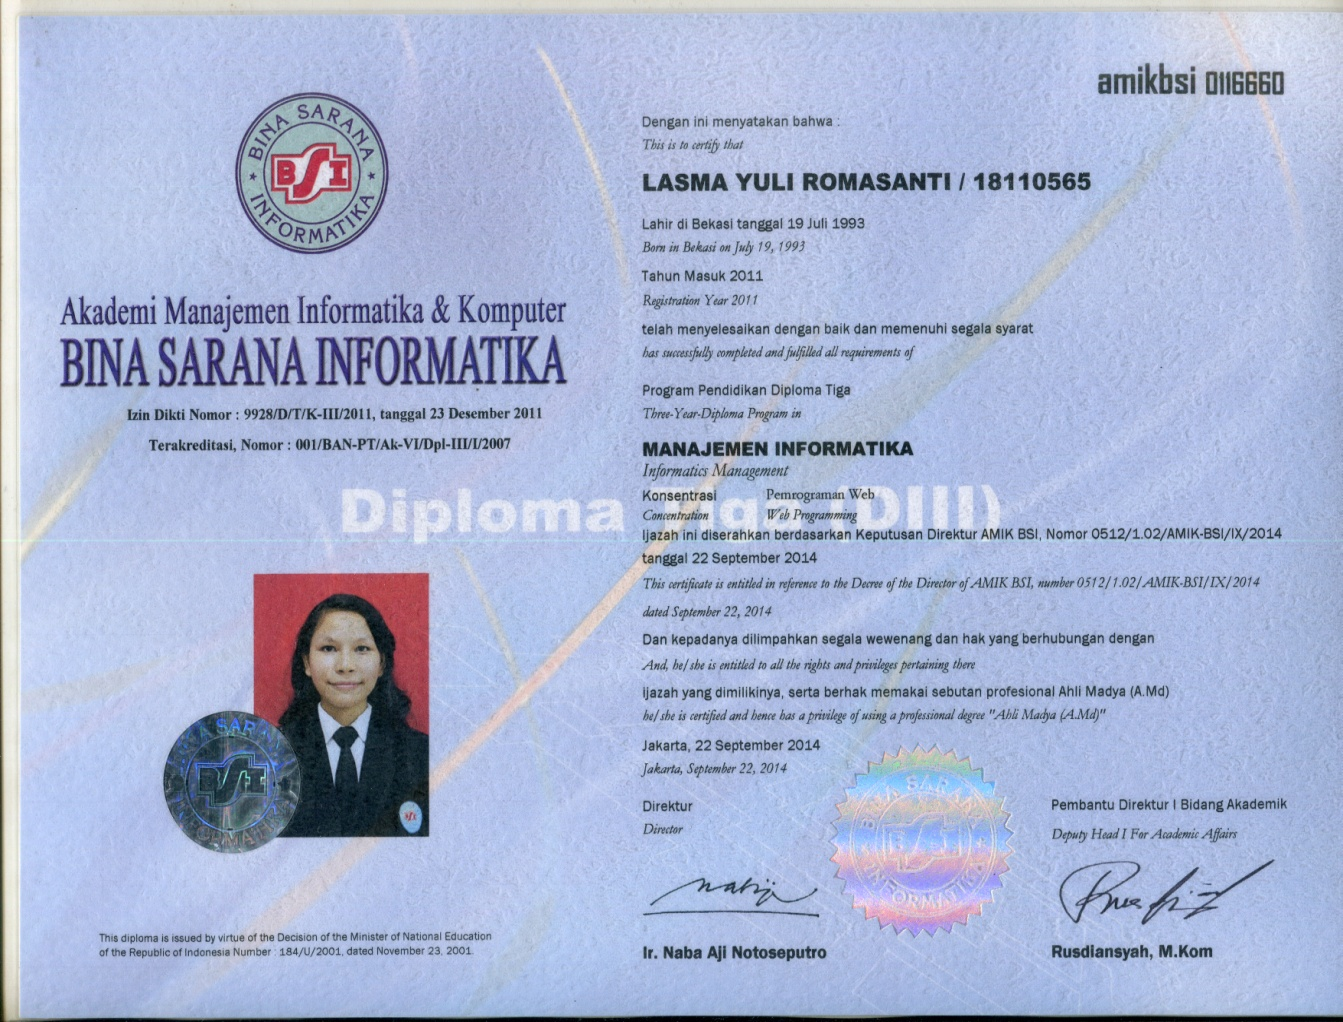 amikbsi 0116660
BINA SARANA
BSI
INFORMATIKA
Akademi Manajemen Informatika & Komputer
BINA SARANA INFORMATIKA
Izin Dikti Nomor : 9928/D/T/K-III/2011, tanggal 23 Desember 2011
Terakreditasi, Nomor : 001/BAN-PT/Ak-VI/Dpl-III/I/2007
Dengan ini menyatakan bahwa :
This is to certify that
LASMA YULI ROMASANTI / 18110565
Lahir di Bekasi tanggal 19 Juli 1993
Born in Bekasi on July 19, 1993
Tahun Masuk 2011
Registration Year 2011
telah menyelesaikan dengan baik dan memenuhi segala syarat
has successfully completed and fulfilled all requirements of
Program Pendidikan Diploma Tiga
Three-Year-Diploma Program in
MANAJEMEN INFORMATIKA
Informatics Management
Konsentrasi Pemrograman Web
Concentration Web Programming
Diploma Tiga (DIII)
Ijazah ini diserahkan berdasarkan Keputusan Direktur AMIK BSI, Nomor 0512/1.02/AMIK-BSI/IX/2014
tanggal 22 September 2014
This certificate is entitled in reference to the Decree of the Director of AMIK BSI, number 0512/1.02/AMIK-BSI/IX/2014
dated September 22, 2014
Dan kepadanya dilimpahkan segala wewenang dan hak yang berhubungan dengan
And, he/she is entitled to all the rights and privileges pertaining there
ijazah yang dimilikinya, serta berhak memakai sebutan profesional Ahli Madya (A.Md)
he/she is certified and hence has a privilege of using a professional degree "Ahli Madya (A.Md)"
Jakarta, 22 September 2014
Jakarta, September 22, 2014
Direktur
Director
Ir. Naba Aji Notoseputro
Pembantu Direktur I Bidang Akademik
Deputy Head I For Academic Affairs
Rusdiansyah, M.Kom
BINA SARANA
BSI
INFORMATIKA
BINA SARANA
BSI
INFORMATIKA
BSI
This diploma is issued by virtue of the Decision of the Minister of National Education
of the Republic of Indonesia Number : 184/U/2001, dated November 23, 2001.